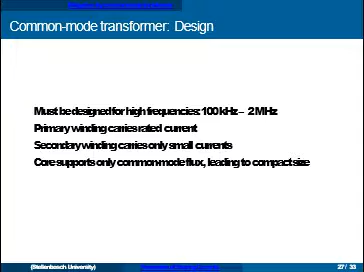 Common-mode transformer: Design
Must be designed for high frequencies: 100 kHz – 2 MHz
Primary winding carries rated current
Secondary winding carries only small currents
Core supports only common-mode flux, leading to compact size
(Stellenbosch University)
27 / 33